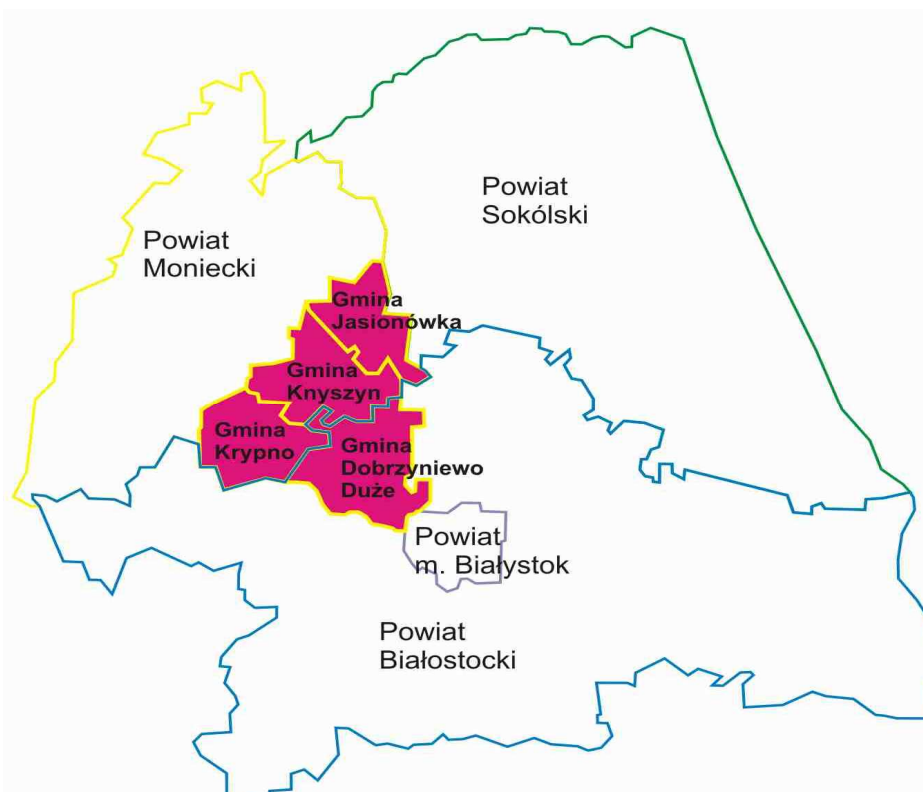 Powiat
Sokólski
Powiat
Moniecki
Gmina
Jasionówka
Gmina
Knyszyn
Gmina
Krypno
Gmina
Dobrzyniewo
Duże
Powiat
m. Białystok
Powiat
Białostocki